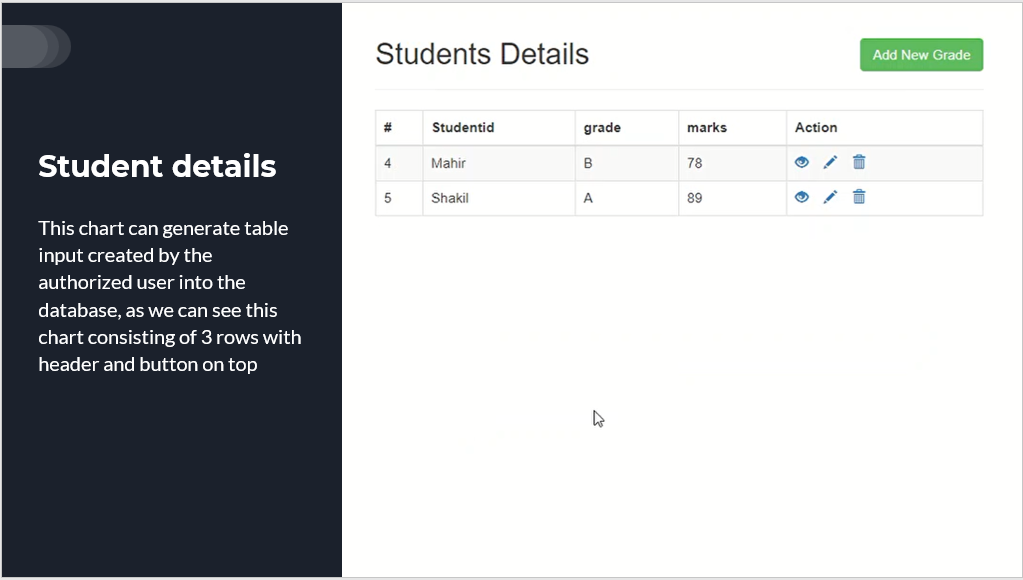 Student details
This chart can generate table
input created by the
authorized user into the
database, as we can see this
chart consisting of 3 rows with
header and button on top
Students Details
Add New Grade
# Studentid grade marks Action
4 Mahir B 78
5 Shakil A 89